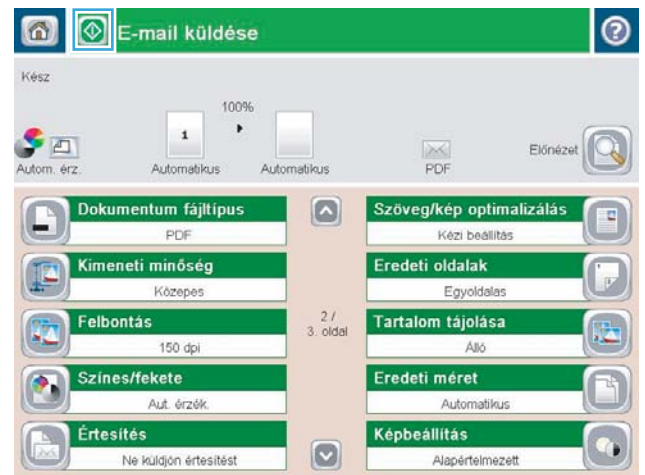 E-mail küldése
Kész
100%
1
Autom. érz.
Automatikus
Automatikus
PDF
Előnézet
Dokumentum fájltípus
PDF
Kimeneti minőség
Közepes
Felbontás
150 dpi
Színes/fekete
Aut. érzék.
Értesítés
Ne küldjön értesítést
2 /
3. oldal
Szöveg/kép optimalizálás
Kézi beállítás
Eredeti oldalak
Egyoldalas
Tartalom tájolása
Álló
Eredeti méret
Automatikus
Képbeállítás
Alapértelmezett